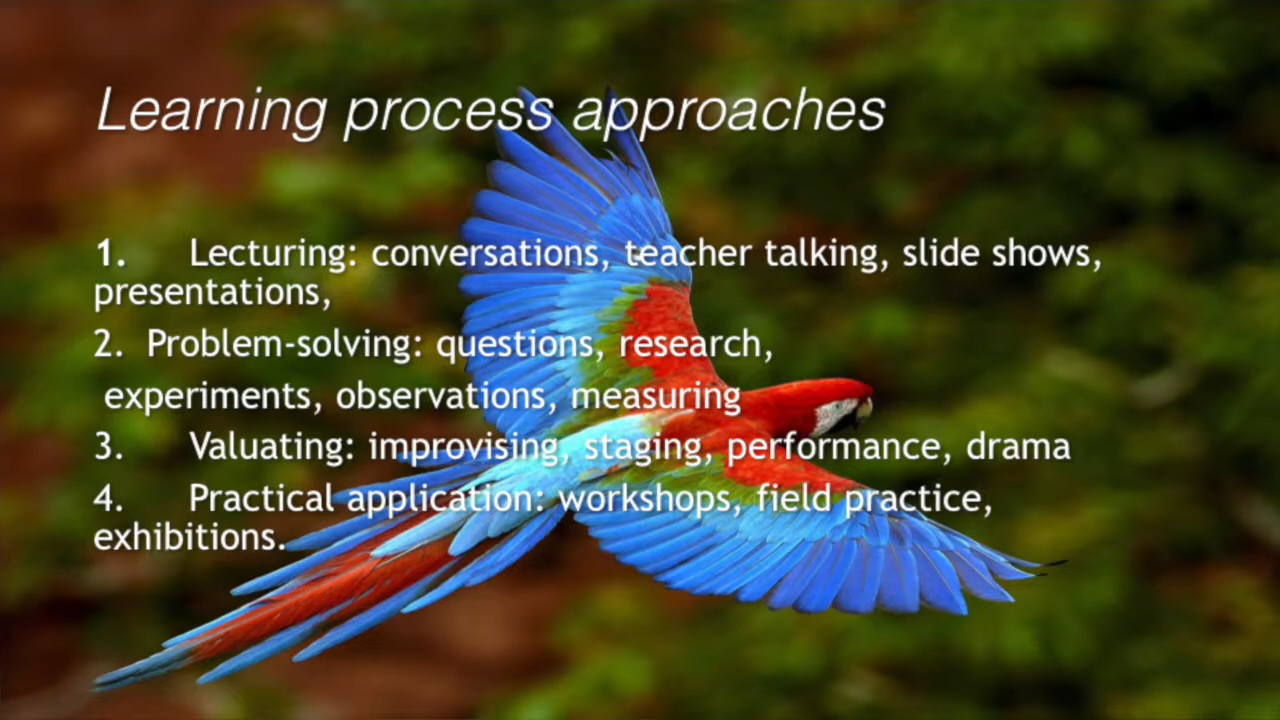 Learning process approaches
1. Lecturing: conversations, teacher talking, slide shows,
presentations,
2. Problem-solving: questions, research,
experiments, observations, measuring
3. Valuating: improvising, staging, performance, drama
4. Practical application: workshops, field practice,
exhibitions.